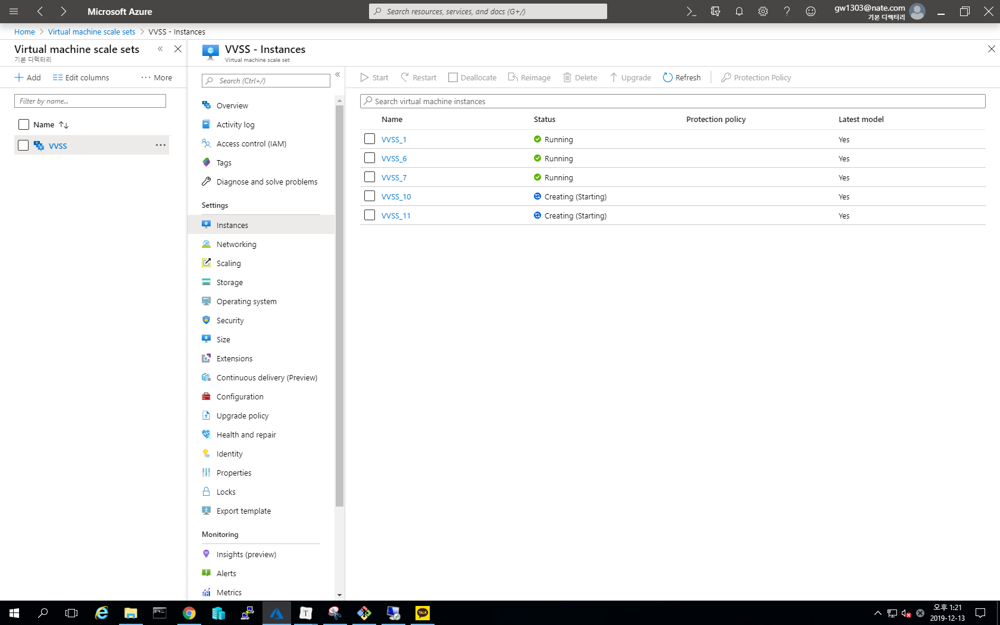 Microsoft Azure
Search resources, services, and docs (G+/)
gw1303@nate.com
기본 디렉터리
Home > Virtual machine scale sets > VVSS - Instances
Virtual machine scale sets
기본 디렉터리
Add Edit columns ··· More
Filter by name...
Name
VVSS
VVSS - Instances
Virtual machine scale set
Search (Ctrl+/)
Overview
Activity log
Access control (IAM)
Tags
Diagnose and solve problems
Settings
Instances
Networking
Scaling
Storage
Operating system
Security
Size
Extensions
Continuous delivery (Preview)
Configuration
Upgrade policy
Health and repair
Identity
Properties
Locks
Export template
Monitoring
Insights (preview)
Alerts
Metrics
Start Restart Deallocate Reimage Delete Upgrade Refresh Protection Policy
Search virtual machine instances
Name Status Protection policy Latest model
VVSS_1 Running Yes
VVSS_6 Running Yes
VVSS_7 Running Yes
VVSS_10 Creating (Starting) Yes
VVSS_11 Creating (Starting) Yes
T
TALK
오후 1:21
2019-12-13